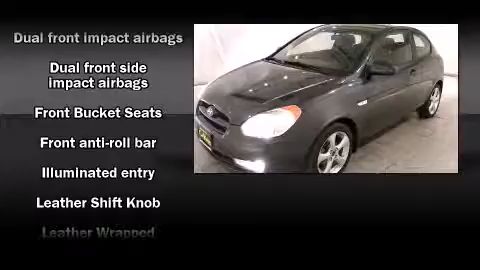 Dual front impact airbags
Dual front side
impact airbags
Front Bucket Seats
Front anti-roll bar
Illuminated entry
Leather Shift Knob
Leather Wrapped